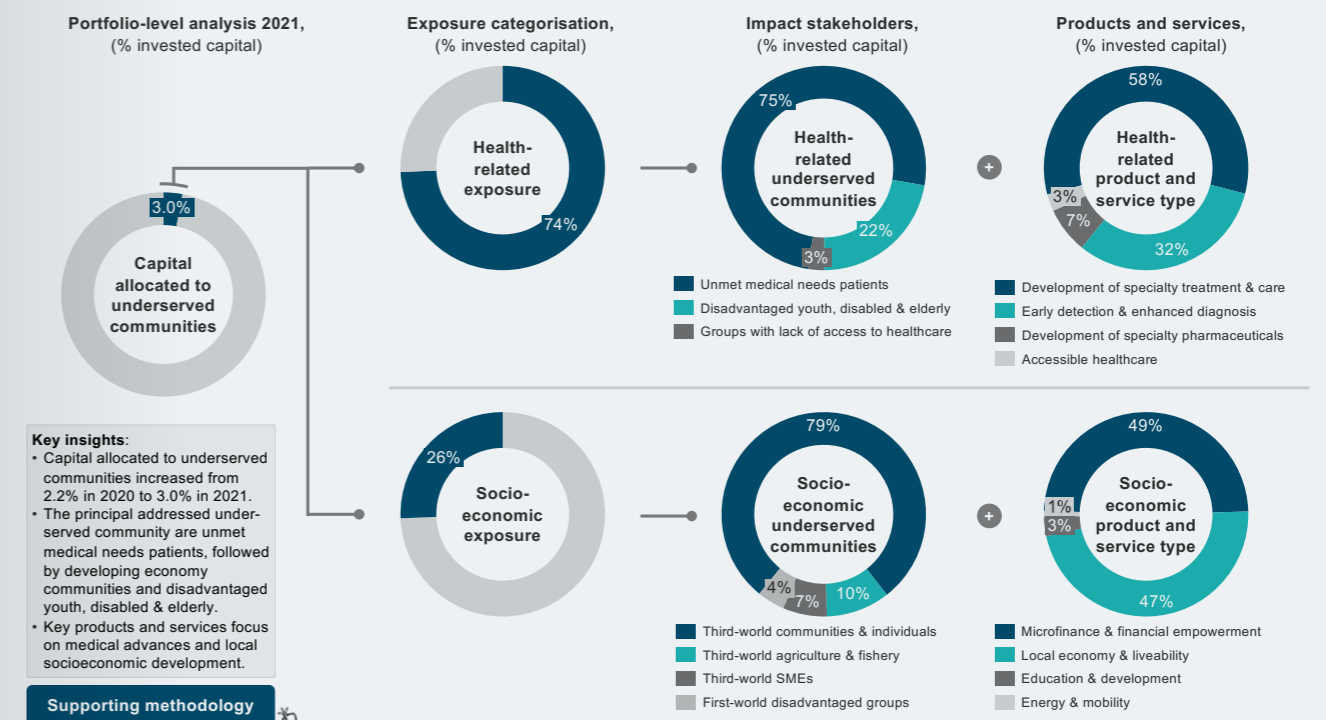 Portfolio-level analysis 2021,
(% invested capital)
Exposure categorisation,
(% invested capital)
Impact stakeholders,
(% invested capital)
Products and services,
(% invested capital)
3.0%
Capital
allocated to
underserved
communities
Health-
related
exposure
74%
75%
Health-
related
underserved
communities
22%
3%
Unmet medical needs patients
Disadvantaged youth, disabled & elderly
Groups with lack of access to healthcare
+
58%
Health-
related
product and
service type
3%
7%
32%
Development of specialty treatment & care
Early detection & enhanced diagnosis
Development of specialty pharmaceuticals
Accessible healthcare
Key insights:
• Capital allocated to underserved
communities increased from
2.2% in 2020 to 3.0% in 2021.
• The principal addressed under-
served community are unmet
medical needs patients, followed
by developing economy
communities and disadvantaged
youth, disabled & elderly.
• Key products and services focus
on medical advances and local
socioeconomic development.
Supporting methodology
26%
Socio-
economic
exposure
79%
Socio-
economic
underserved
communities
4%
7%
10%
Third-world communities & individuals
Third-world agriculture & fishery
Third-world SMEs
First-world disadvantaged groups
+
49%
Socio-
economic
product and
service type
1%
3%
47%
Microfinance & financial empowerment
Local economy & liveability
Education & development
Energy & mobility